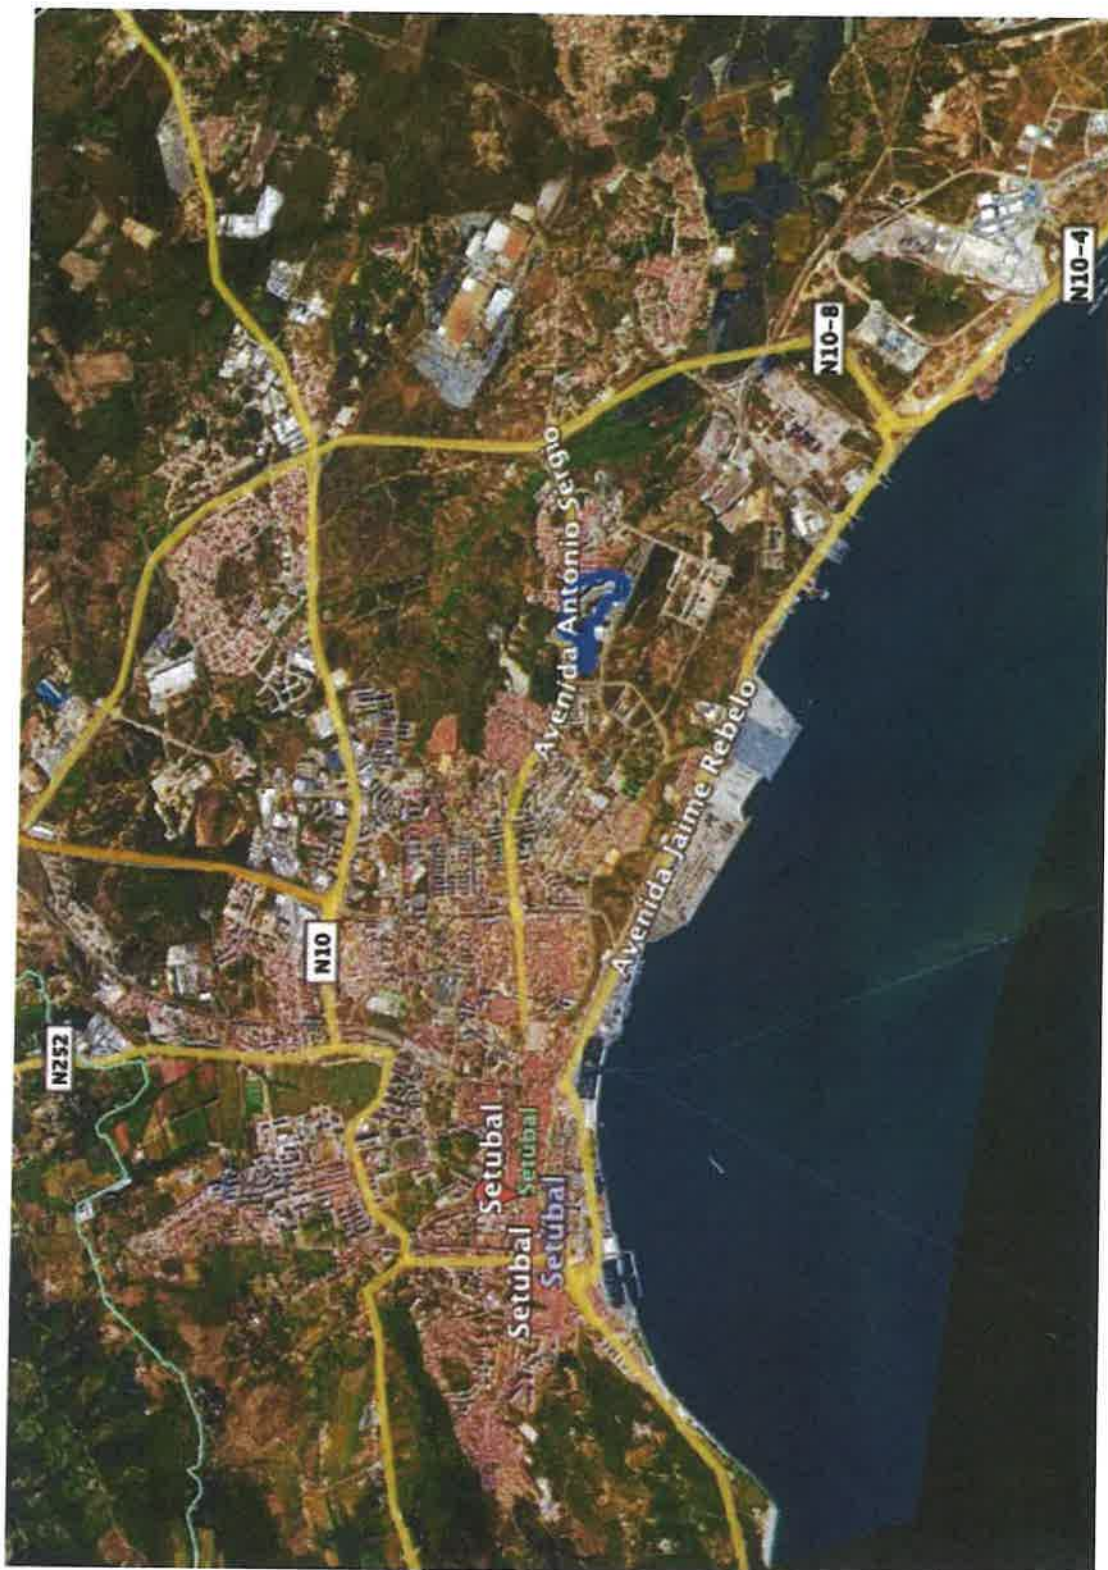 N252
N10
Avenida António Sérgio
N10-8
N10-4
Avenida Jaime Rebelo
Setubal
Setubal
Setubal
Setubal